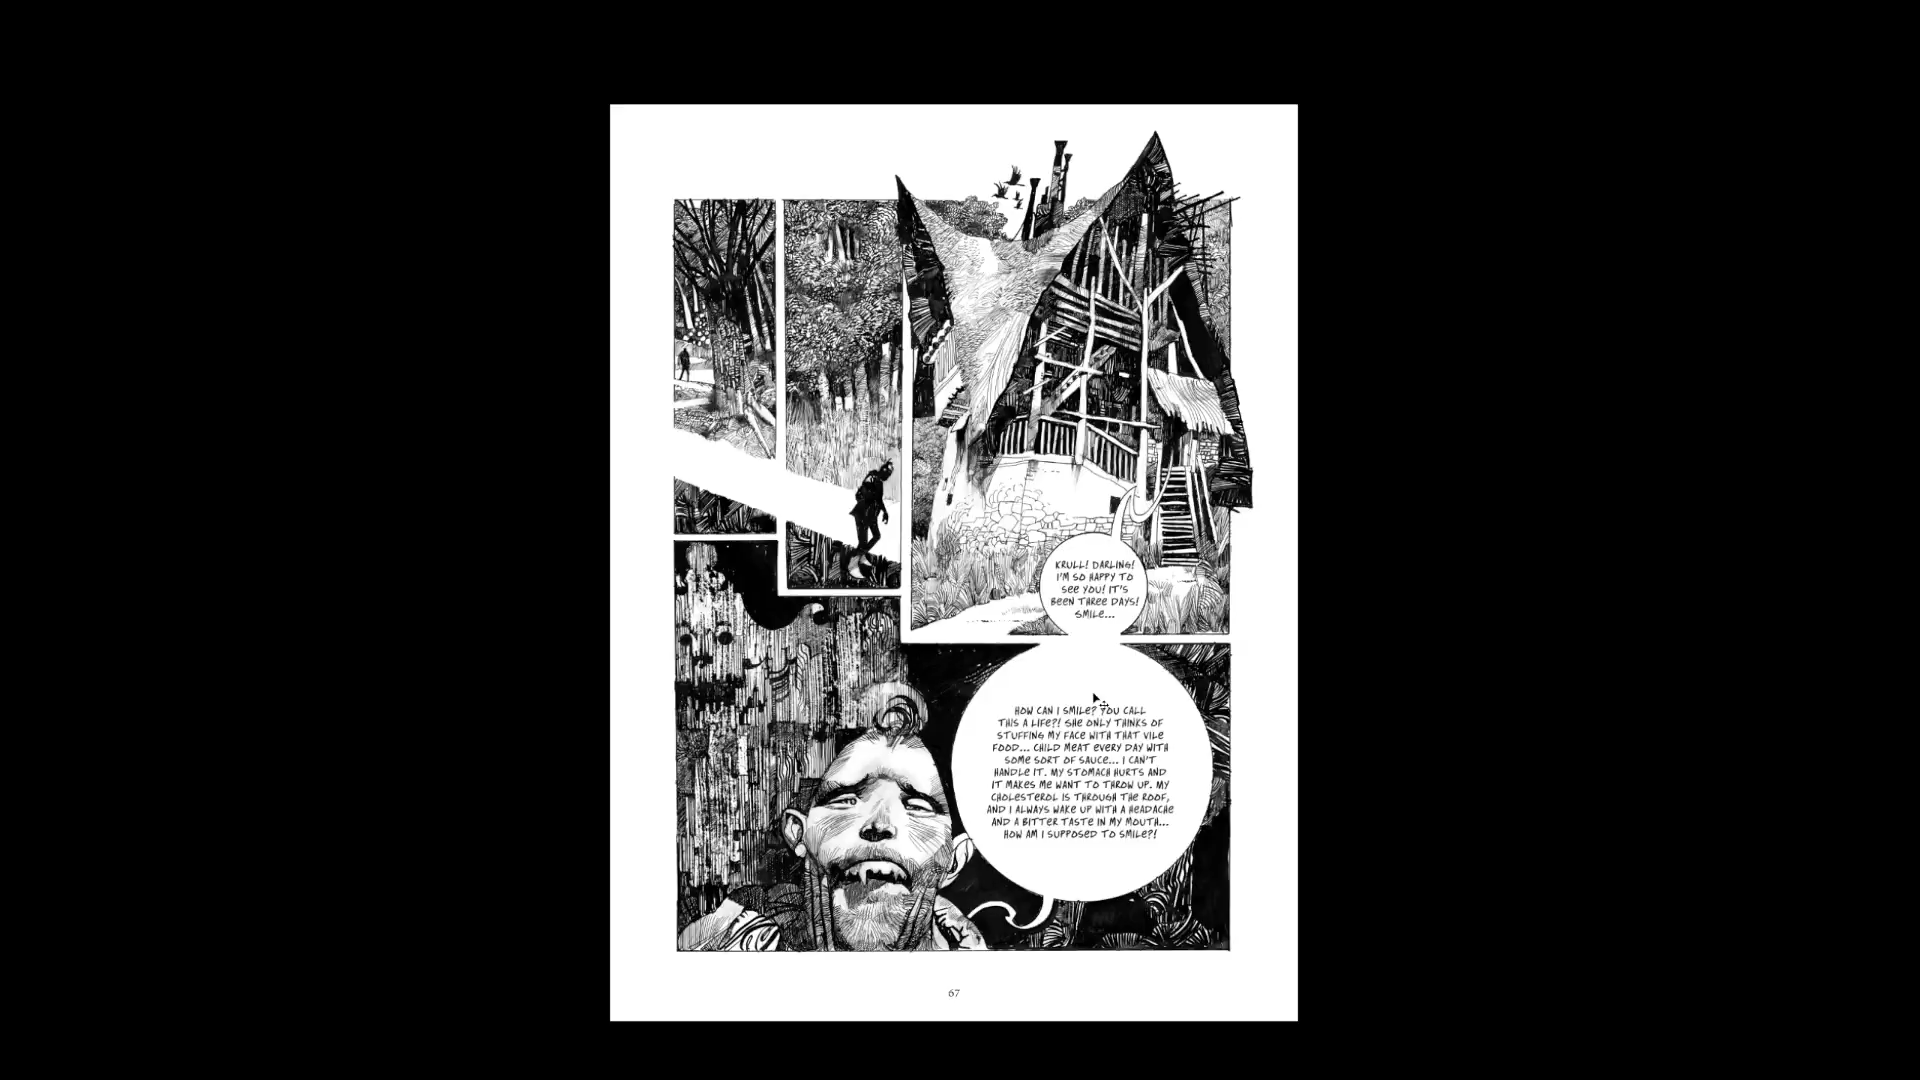 KRULL! DARLING!
I'M SO HAPPY TO
SEE YOU! IT'S
BEEN THREE DAYS!
SMILE...
HOW CAN I SMILE? YOU CALL
THIS A LIFE?! SHE ONLY THINKS OF
STUFFING MY FACE WITH THAT VILE
FOOD... CHILD MEAT EVERY DAY WITH
SOME SORT OF SAUCE... I CAN'T
HANDLE IT. MY STOMACH HURTS AND
IT MAKES ME WANT TO THROW UP. MY
CHOLESTEROL IS THROUGH THE ROOF,
AND I ALWAYS WAKE UP WITH A HEADACHE
AND A BITTER TASTE IN MY MOUTH...
HOW AM I SUPPOSED TO SMILE?!
67